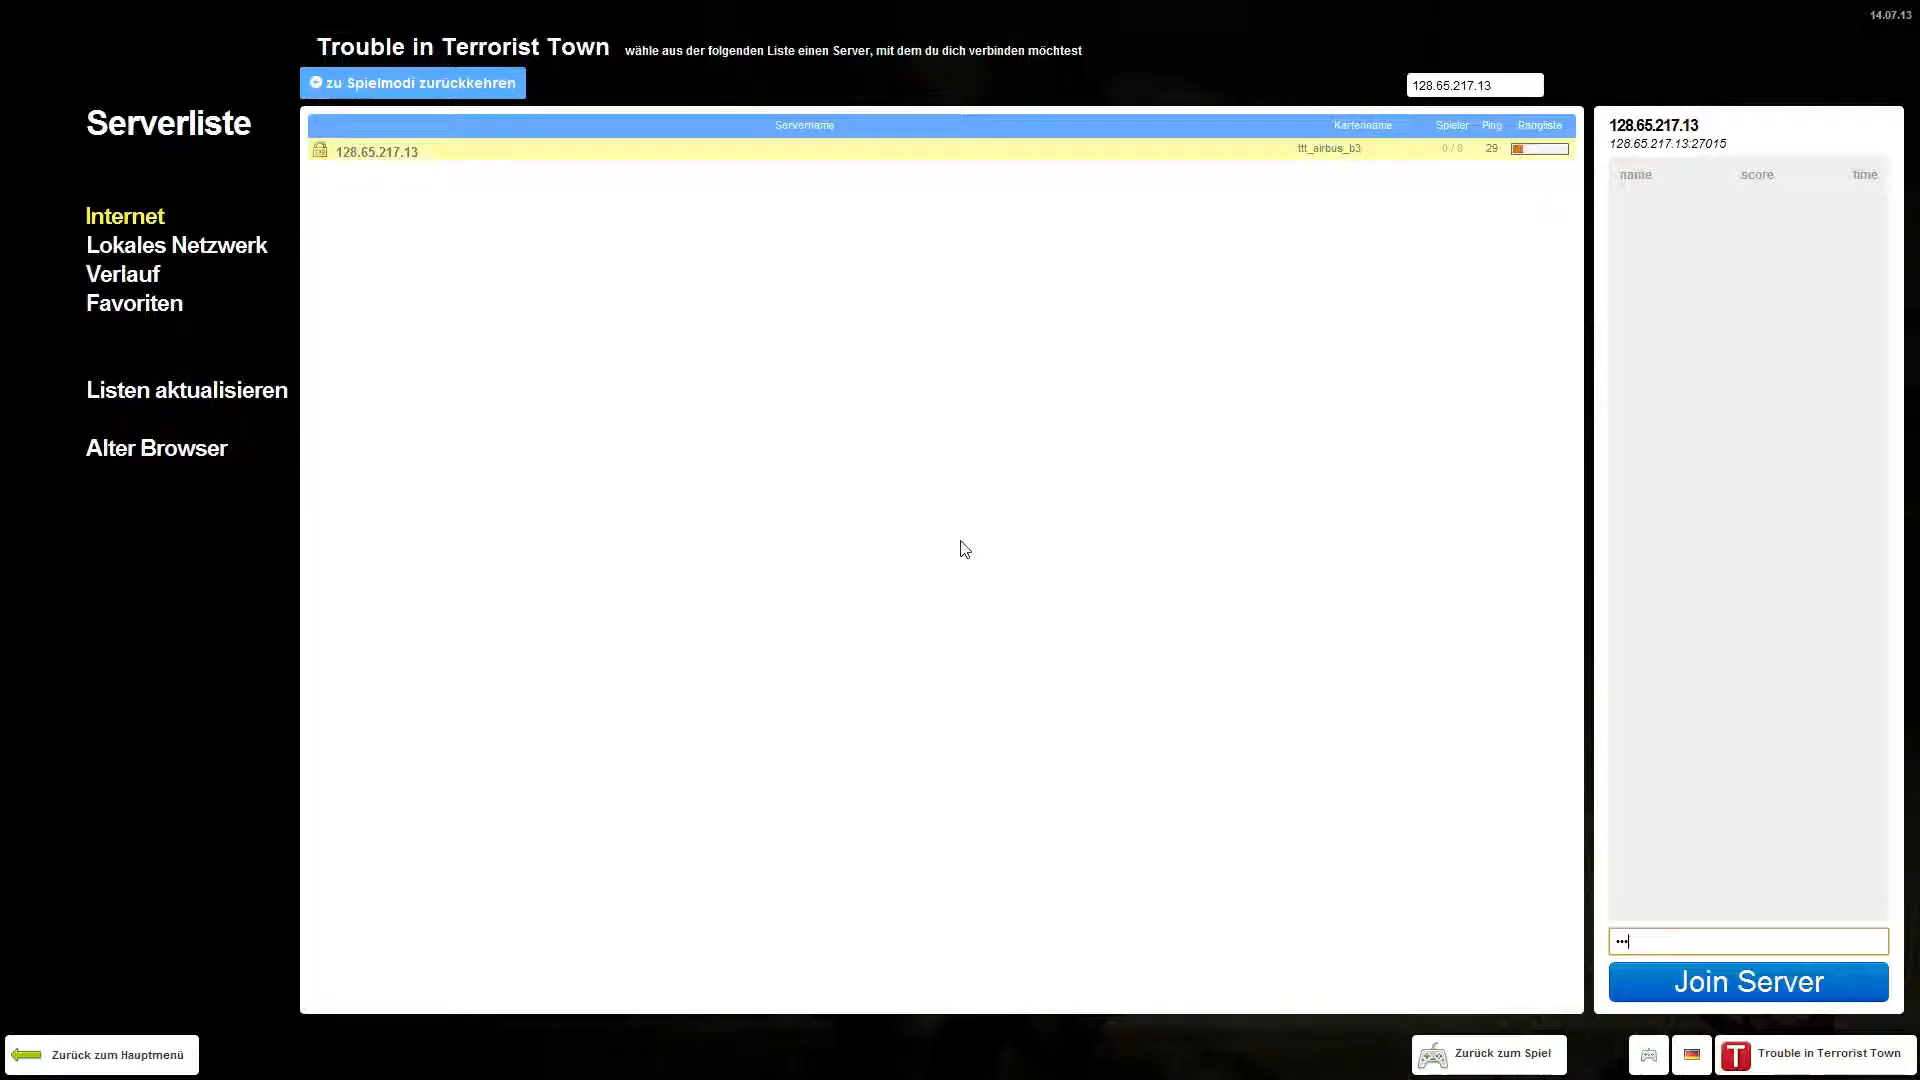 14.07.13
Trouble in Terrorist Town wähle aus der folgenden Liste einen Server, mit dem du dich verbinden möchtest
zu Spielmodi zurückkehren
128.65.217.13
Serverliste
Internet
Lokales Netzwerk
Verlauf
Favoriten
Listen aktualisieren
Alter Browser
Servername Kartenname Spieler Ping Rangliste
128.65.217.13 ttt_airbus_b3 0 / 8 29
128.65.217.13
128.65.217.13:27015
name score time
•••
Join Server
Zurück zum Hauptmenü
Zurück zum Spiel
T Trouble in Terrorist Town